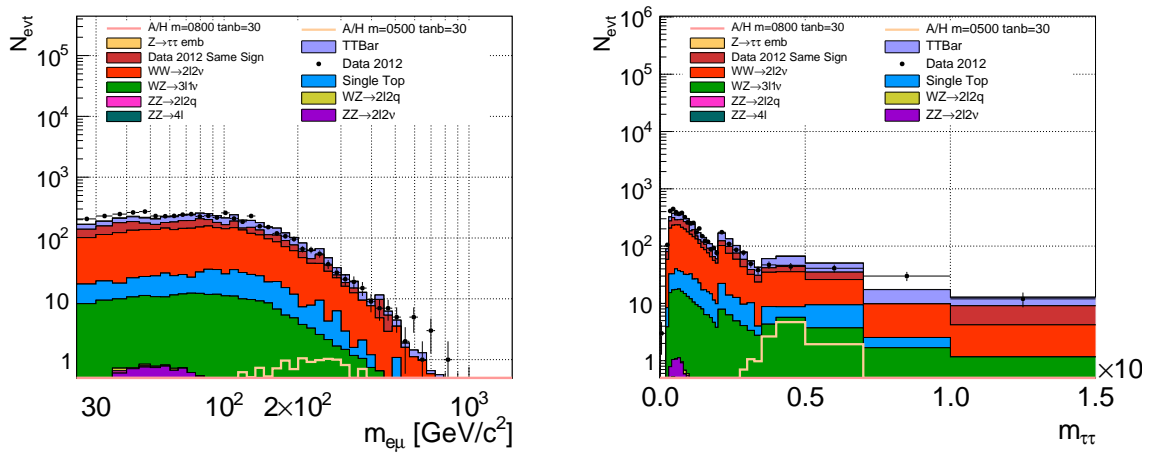 N_evt
A/H m=0800 tanb=30
A/H m=0500 tanb=30
Z→ττ emb
TTBar
Data 2012 Same Sign
Data 2012
WW→2l2ν
Single Top
WZ→3l1ν
WZ→2l2q
ZZ→2l2q
ZZ→2l2ν
ZZ→4l
10^5
10^4
10^3
10^2
10
1
30
10^2
2×10^2
10^3
m_eμ [GeV/c^2]
N_evt
10^6
A/H m=0800 tanb=30
A/H m=0500 tanb=30
Z→ττ emb
TTBar
Data 2012 Same Sign
Data 2012
WW→2l2ν
Single Top
WZ→3l1ν
WZ→2l2q
ZZ→2l2q
ZZ→2l2ν
ZZ→4l
10^5
10^4
10^3
10^2
10
1
×10
0.0
0.5
1.0
1.5
m_ττ